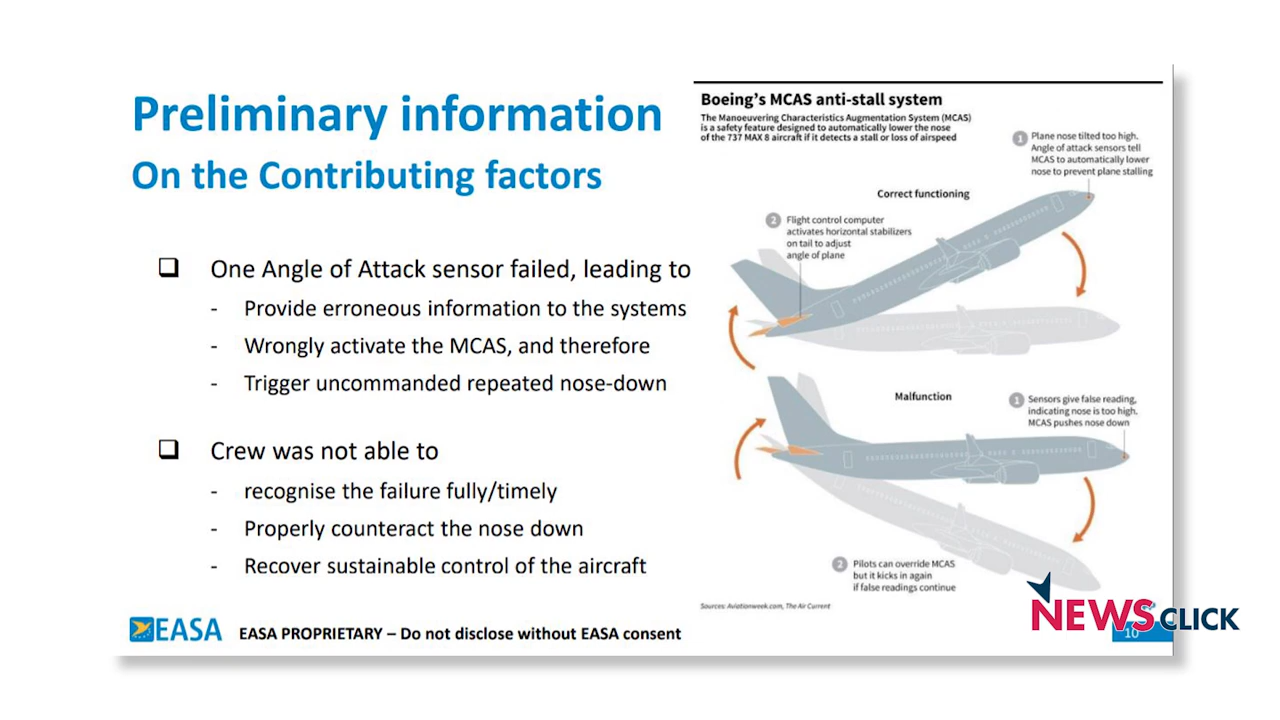 Preliminary information
On the Contributing factors
❑ One Angle of Attack sensor failed, leading to
- Provide erroneous information to the systems
- Wrongly activate the MCAS, and therefore
- Trigger uncommanded repeated nose-down
❑ Crew was not able to
- recognise the failure fully/timely
- Properly counteract the nose down
- Recover sustainable control of the aircraft
Boeing's MCAS anti-stall system
The Manoeuvering Characteristics Augmentation System (MCAS)
is a safety feature designed to automatically lower the nose
of the 737 MAX 8 aircraft if it detects a stall or loss of airspeed
1 Plane nose tilted too high.
Angle of attack sensors tell
MCAS to automatically lower
nose to prevent plane stalling
Correct functioning
2 Flight control computer
activates horizontal stabilizers
on tail to adjust
angle of plane
Malfunction
1 Sensors give false reading,
indicating nose is too high.
MCAS pushes nose down
2 Pilots can override MCAS
but it kicks in again
if false readings continue
Sources: Aviationweek.com, The Air Current
EASA EASA PROPRIETARY – Do not disclose without EASA consent
NEWSCLICK
10